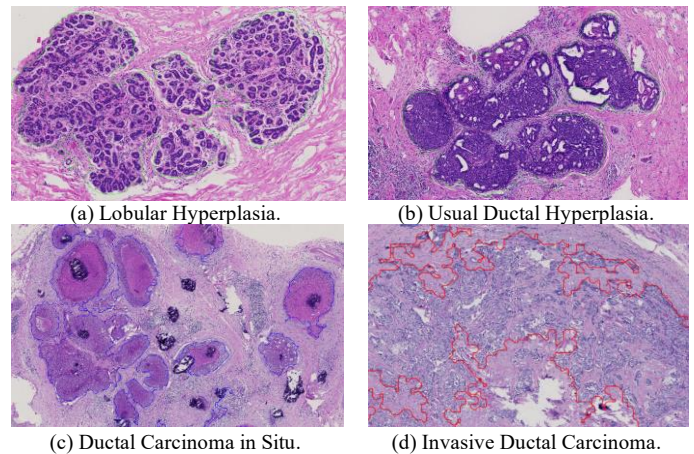 (a) Lobular Hyperplasia.
(b) Usual Ductal Hyperplasia.
(c) Ductal Carcinoma in Situ.
(d) Invasive Ductal Carcinoma.